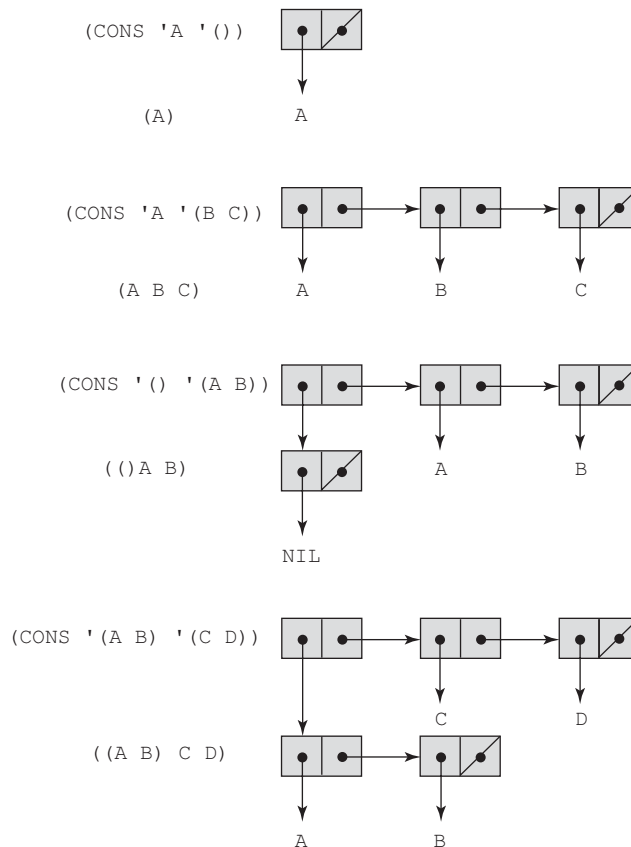 (CONS 'A '())
(A) A
(CONS 'A '(B C))
(A B C) A B C
(CONS '() '(A B))
(()A B) A B
NIL
(CONS '(A B) '(C D))
C D
((A B) C D)
A B